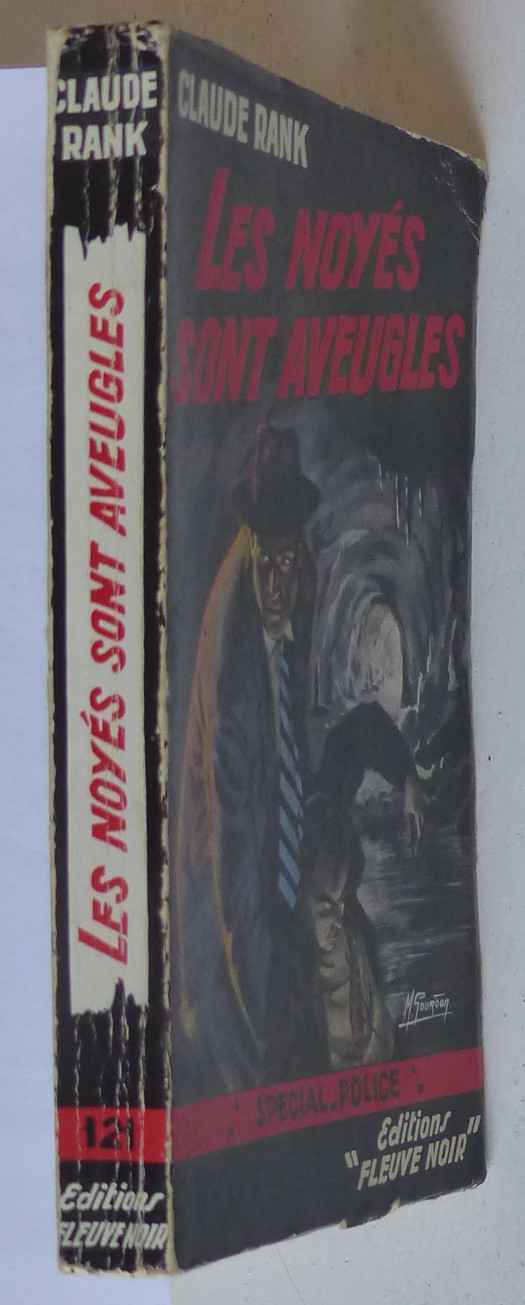 CLAUDE
RANK
LES NOYÉS SONT AVEUGLES
121
Editions
FLEUVE NOIR
CLAUDE RANK
LES NOYÉS
SONT AVEUGLES
M. Gourdon
SPECIAL-POLICE
Editions
"FLEUVE NOIR"